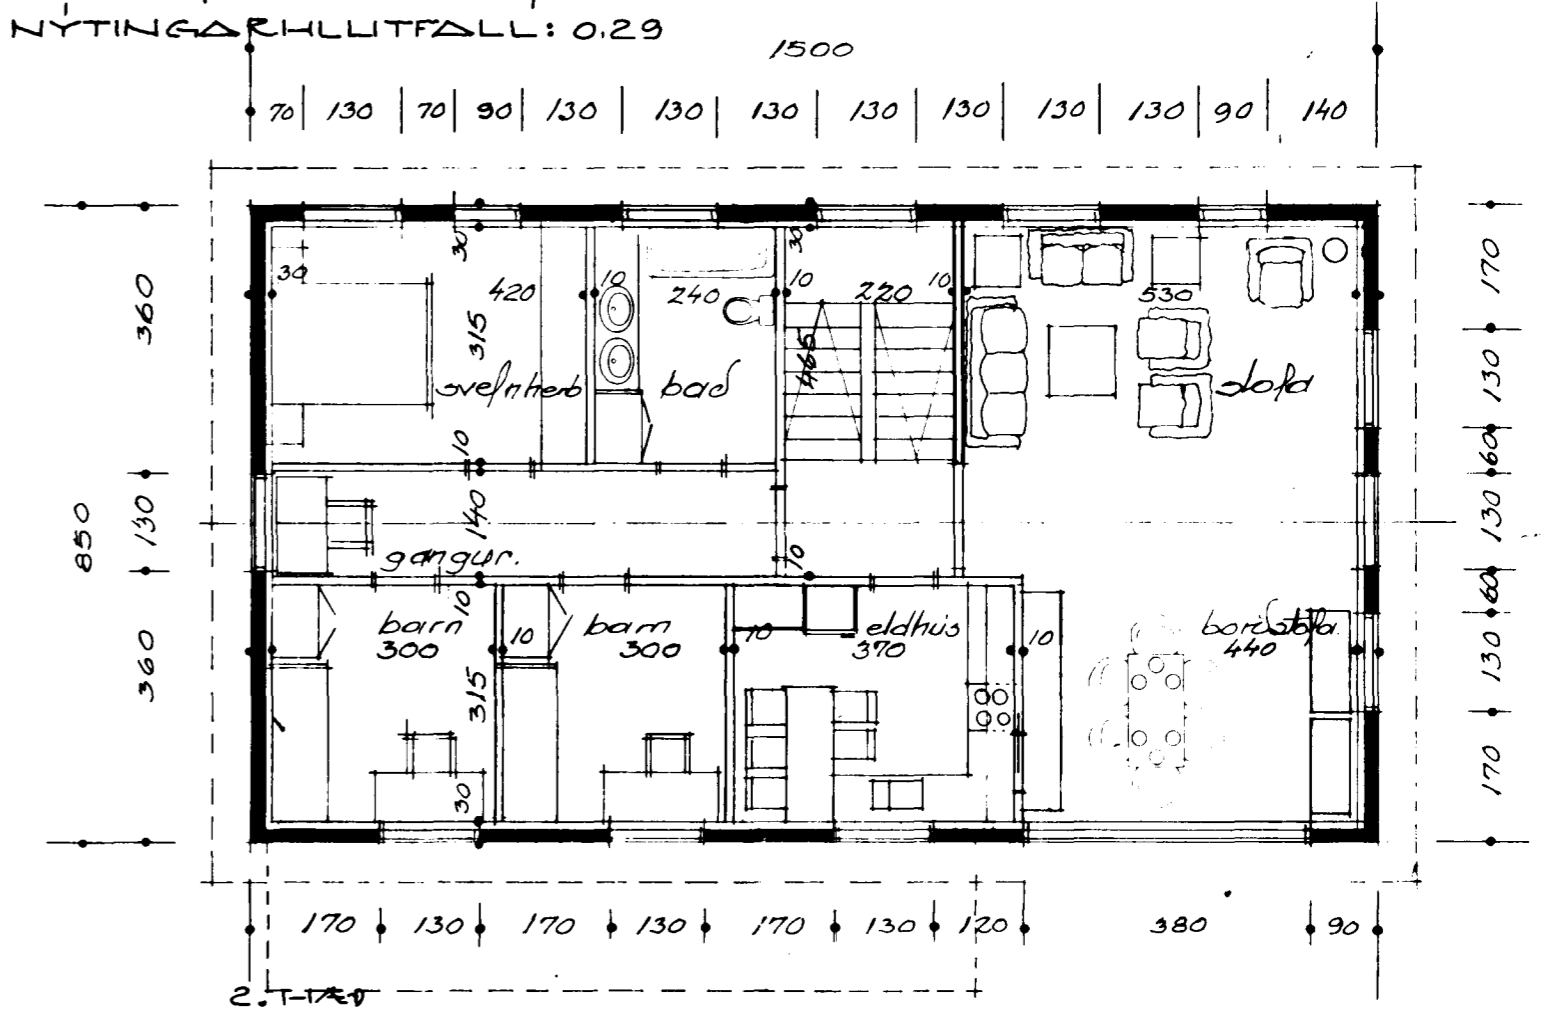 NÝTINGARHLUTFALL: 0.29
1500
70 130 70 90 130 130 130 130 130 130 130 90 140
30 30
30 420 10 240 10 220 10 530
360 315 465 170
svefnherb bað stofa 130
10 60
850 130 140 130
gangur. 10 60
10
barn barn eldhús borðstofa
300 10 300 10 370 10 440
360 315 130
170
30
170 130 170 130 170 130 120 380 90
2. HÆÐ